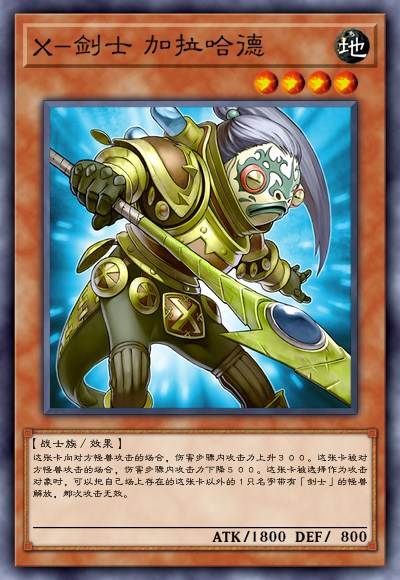 X-剑士 加拉哈德
地
【战士族／效果】
这张卡向对方怪兽攻击的场合，伤害步骤内攻击力上升３００。这张卡被对
方怪兽攻击的场合，伤害步骤内攻击力下降５００。这张卡被选择作为攻击
对象时，可以把自己场上存在的这张卡以外的１只名字带有「剑士」的怪兽
解放，那次攻击无效。
ATK/1800 DEF/ 800